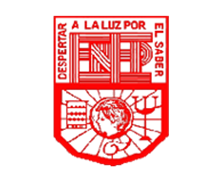 DESPERTAR A LA LUZ POR EL SABER
ENP